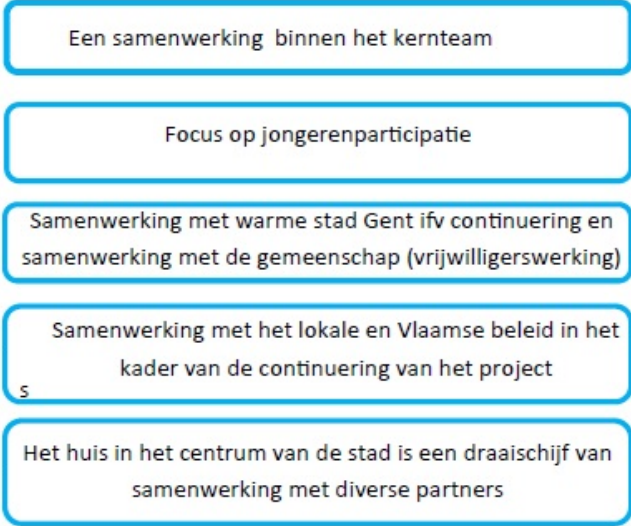 Een samenwerking  binnen het kernteam
Focus op jongerenparticipatie
Samenwerking met warme stad Gent ifv continuering en
samenwerking met de gemeenschap (vrijwilligerswerking)
Samenwerking met het lokale en Vlaamse beleid in het
kader van de continuering van het project
s
Het huis in het centrum van de stad is een draaischijf van
samenwerking met diverse partners